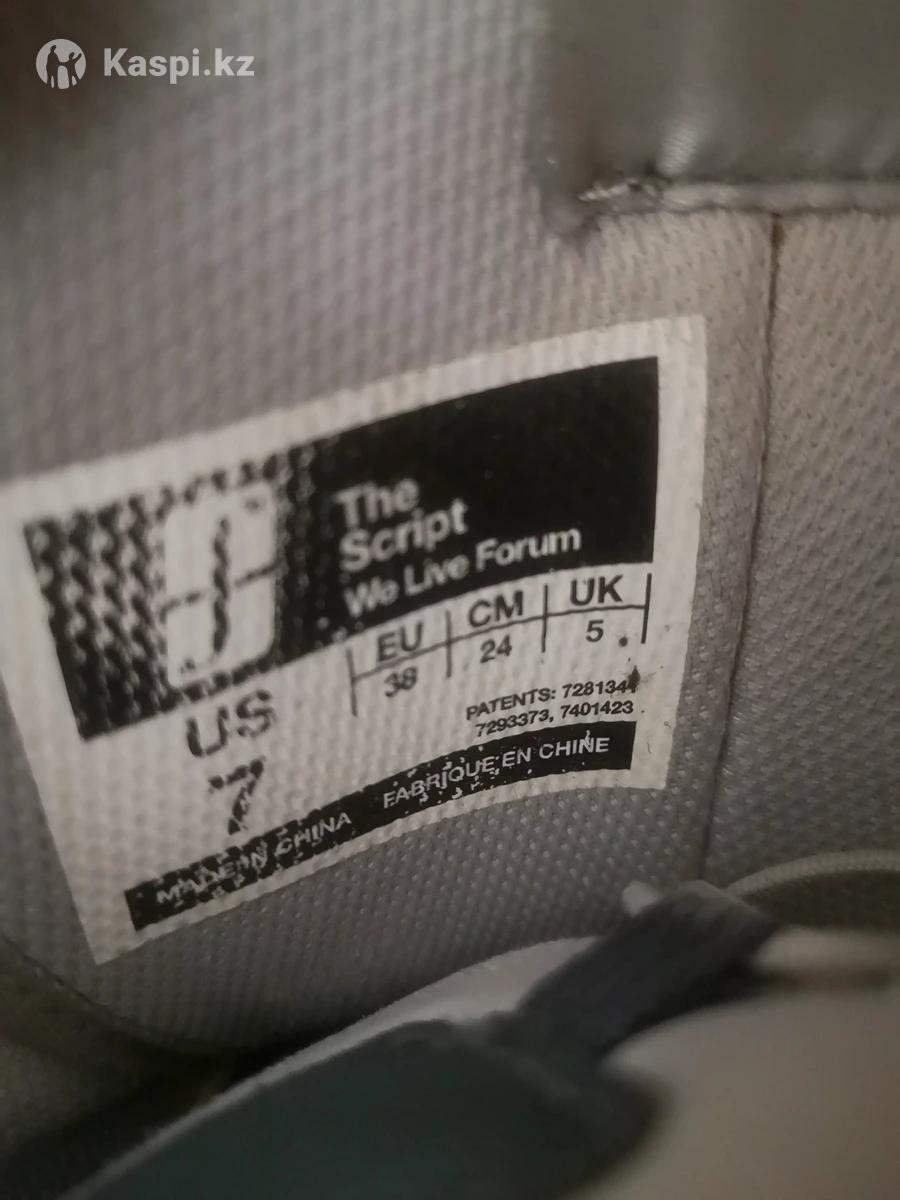 Kaspi.kz
The
Script
We Live Forum
US
7
EU CM UK
38 24 5
PATENTS: 7281344
7293373, 7401423
MADE IN CHINA FABRIQUE EN CHINE